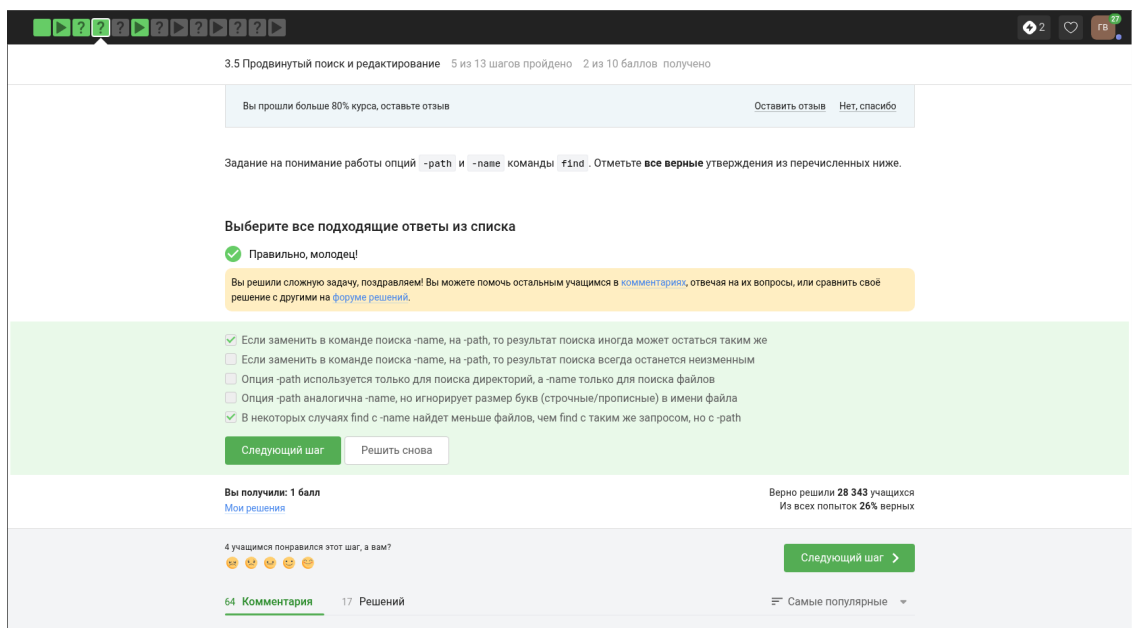 2
ГВ
27
3.5 Продвинутый поиск и редактирование 5 из 13 шагов пройдено 2 из 10 баллов получено
Вы прошли больше 80% курса, оставьте отзыв Оставить отзыв Нет, спасибо
Задание на понимание работы опций -path и -name команды find. Отметьте все верные утверждения из перечисленных ниже.
Выберите все подходящие ответы из списка
Правильно, молодец!
Вы решили сложную задачу, поздравляем! Вы можете помочь остальным учащимся в комментариях, отвечая на их вопросы, или сравнить своё
решение с другими на форуме решений.
Если заменить в команде поиска -name, на -path, то результат поиска иногда может остаться таким же
Если заменить в команде поиска -name, на -path, то результат поиска всегда останется неизменным
Опция -path используется только для поиска директорий, а -name только для поиска файлов
Опция -path аналогична -name, но игнорирует размер букв (строчные/прописные) в имени файла
В некоторых случаях find с -name найдет меньше файлов, чем find с таким же запросом, но с -path
Следующий шаг Решить снова
Вы получили: 1 балл Верно решили 28 343 учащихся
Мои решения Из всех попыток 26% верных
4 учащимся понравился этот шаг, а вам?
Следующий шаг
64 Комментария 17 Решений Самые популярные